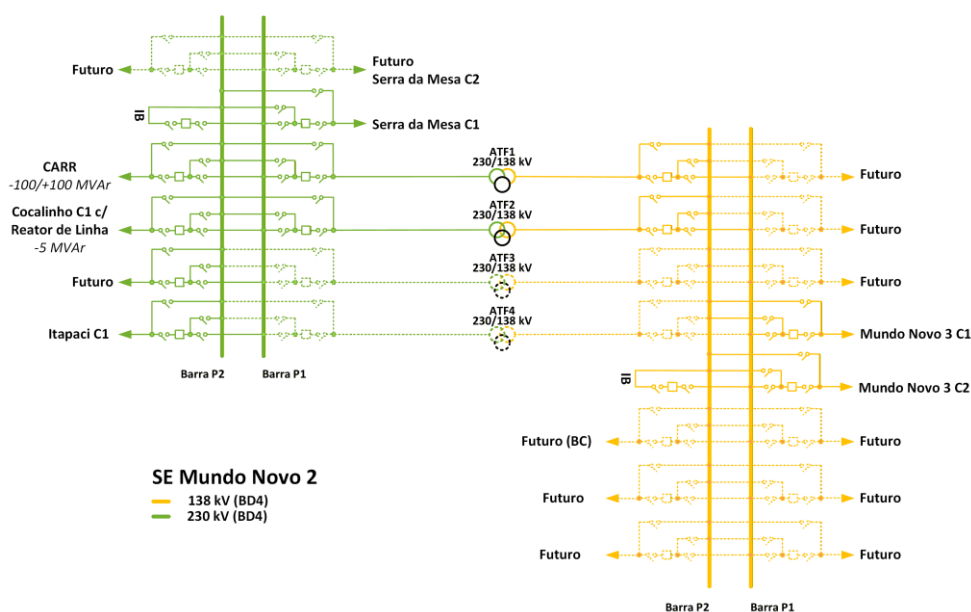 Futuro
Futuro
Serra da Mesa C2
IB
Serra da Mesa C1
CARR
-100/+100 MVAr
ATF1
230/138 kV
Futuro
Cocalinho C1 c/
Reator de Linha
-5 MVAr
ATF2
230/138 kV
Futuro
Futuro
ATF3
230/138 kV
Futuro
Itapaci C1
ATF4
230/138 kV
Mundo Novo 3 C1
Barra P2
Barra P1
IB
Mundo Novo 3 C2
Futuro (BC)
Futuro
SE Mundo Novo 2
138 kV (BD4)
230 kV (BD4)
Futuro
Futuro
Futuro
Futuro
Barra P2
Barra P1